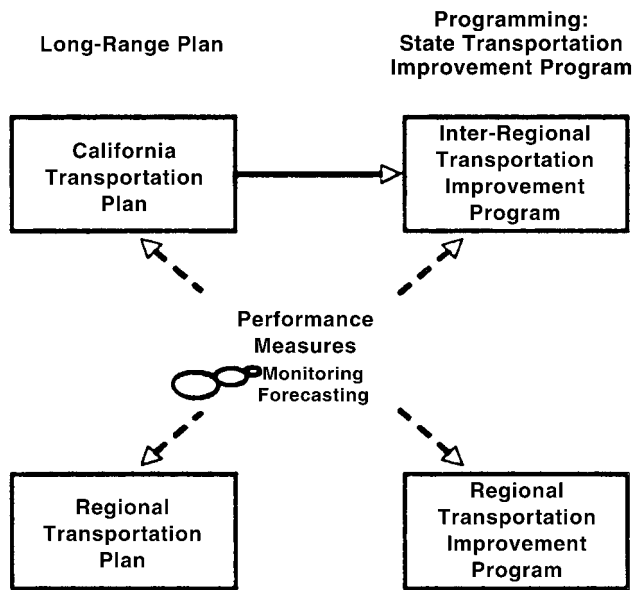 Long-Range Plan
Programming:
State Transportation
Improvement Program
California
Transportation
Plan
Inter-Regional
Transportation
Improvement
Program
Performance
Measures
Monitoring
Forecasting
Regional
Transportation
Plan
Regional
Transportation
Improvement
Program